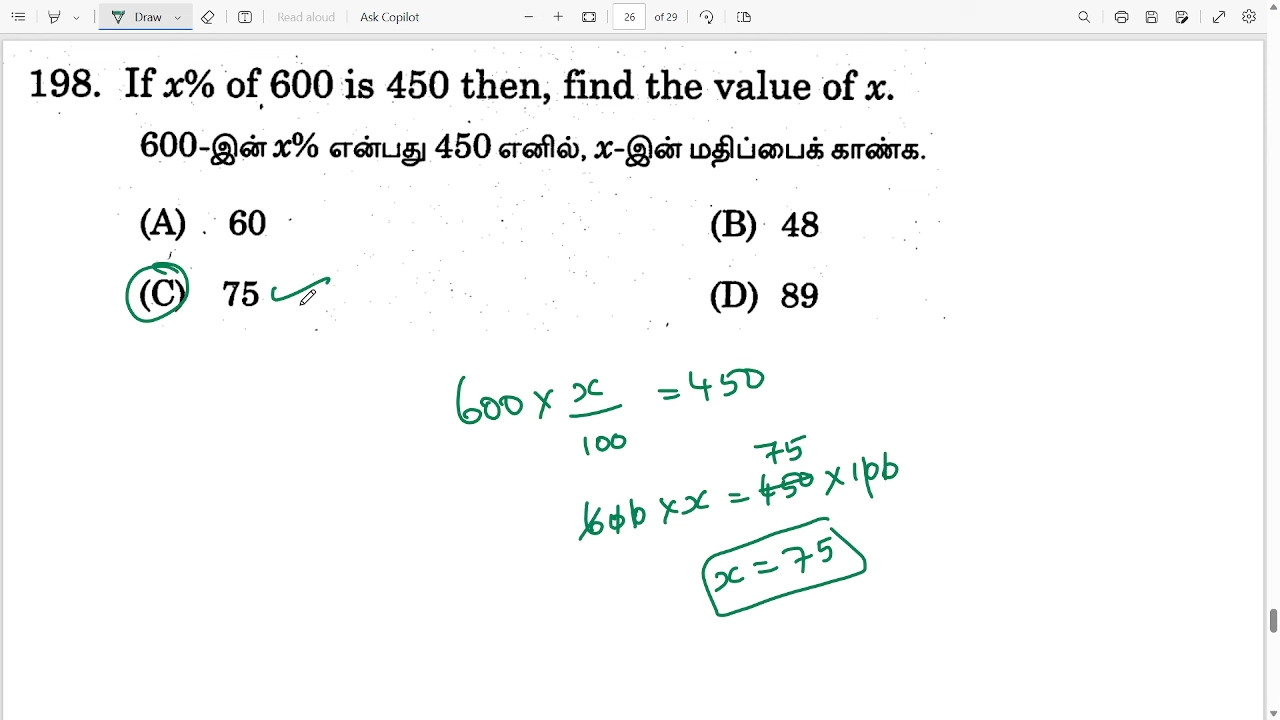 Draw
Read aloud
Ask Copilot
26
of 29
198. If x% of 600 is 450 then, find the value of x.
600-இன் x% என்பது 450 எனில், x-இன் மதிப்பைக் காண்க.
(A) 60
(B) 48
(C) 75
(D) 89
600 × x/100 = 450
75
600 × x = 450 × 100
x = 75